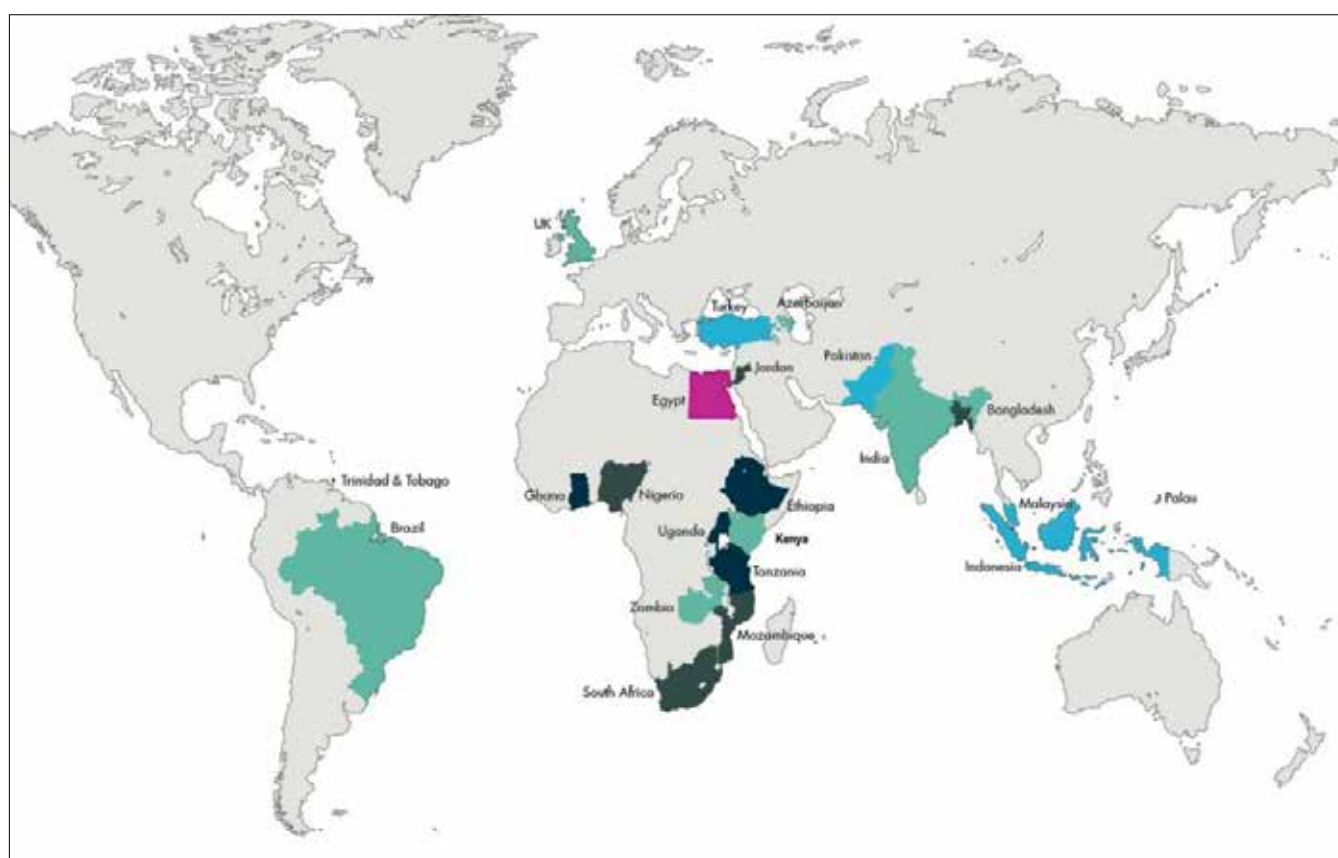 UK
Turkey
Azerbaijan
Pakistan
Jordan
Egypt
Bangladesh
India
Trinidad & Tobago
Ghana
Nigeria
Ethiopia
Malaysia
Palau
Brazil
Uganda
Kenya
Indonesia
Tanzania
Zambia
Mozambique
South Africa